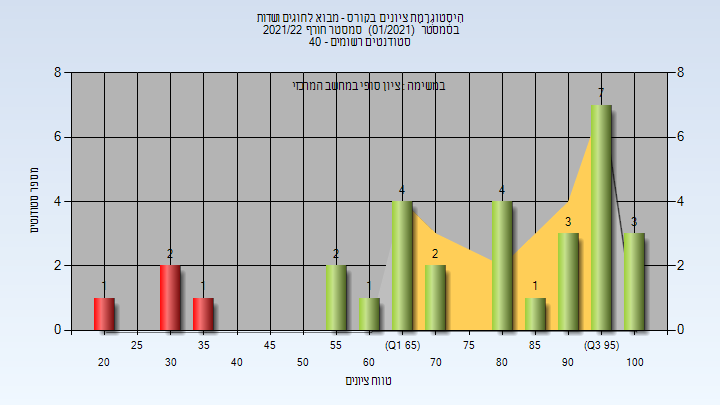 היסטוגרמת ציונים בקורס - מבוא לחוגים ושדות
בסמסטר (01/2021) סמסטר חורף 2021/22
סטודנטים רשומים - 40
במשימה : ציון סופי במחשב המרכזי
8 8
7
6 6
מספר סטודנטים
4 4 4 4
3 3
2 2 2 2 2
1 1 1 1
0 0
25 35 45 55 (Q1 65) 75 85 (Q3 95)
20 30 40 50 60 70 80 90 100
טווח ציונים